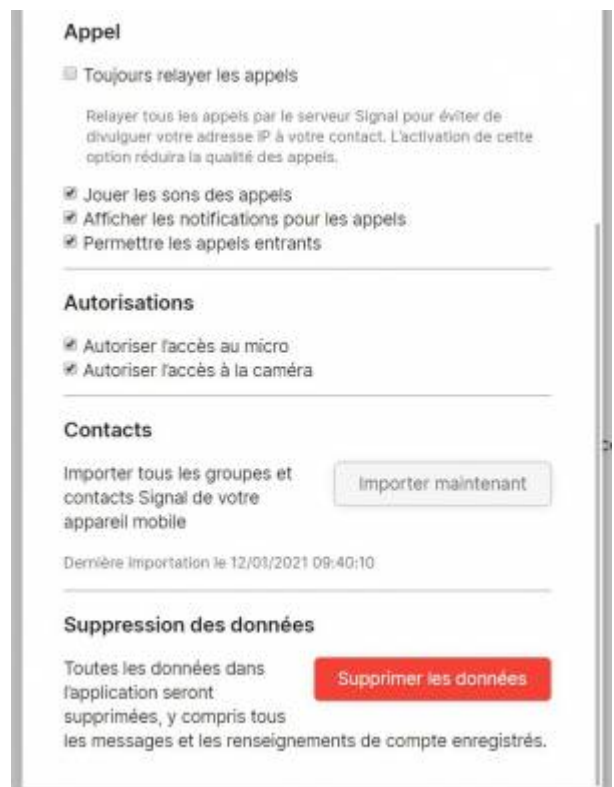 Appel
Toujours relayer les appels
Relayer tous les appels par le serveur Signal pour éviter de
divulguer votre adresse IP à votre contact. L'activation de cette
option réduira la qualité des appels.
Jouer les sons des appels
Afficher les notifications pour les appels
Permettre les appels entrants
Autorisations
Autoriser l'accès au micro
Autoriser l'accès à la caméra
Contacts
Importer tous les groupes et
contacts Signal de votre
appareil mobile
Importer maintenant
Dernière importation le 12/01/2021 09:40:10
Suppression des données
Toutes les données dans
l'application seront
supprimées, y compris tous
les messages et les renseignements de compte enregistrés.
Supprimer les données